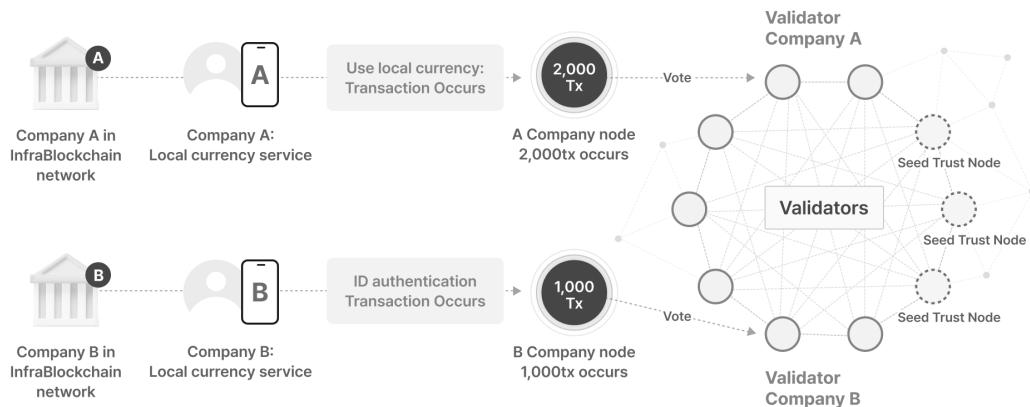 Validator
Company A
A
A
Use local currency:
Transaction Occurs
2,000
Tx
Vote
Company A in
InfraBlockchain
network
Company A:
Local currency service
A Company node
2,000tx occurs
Seed Trust Node
Validators
Seed Trust Node
B
B
ID authentication
Transaction Occurs
1,000
Tx
Vote
Seed Trust Node
Company B in
InfraBlockchain
network
Company B:
Local currency service
B Company node
1,000tx occurs
Validator
Company B